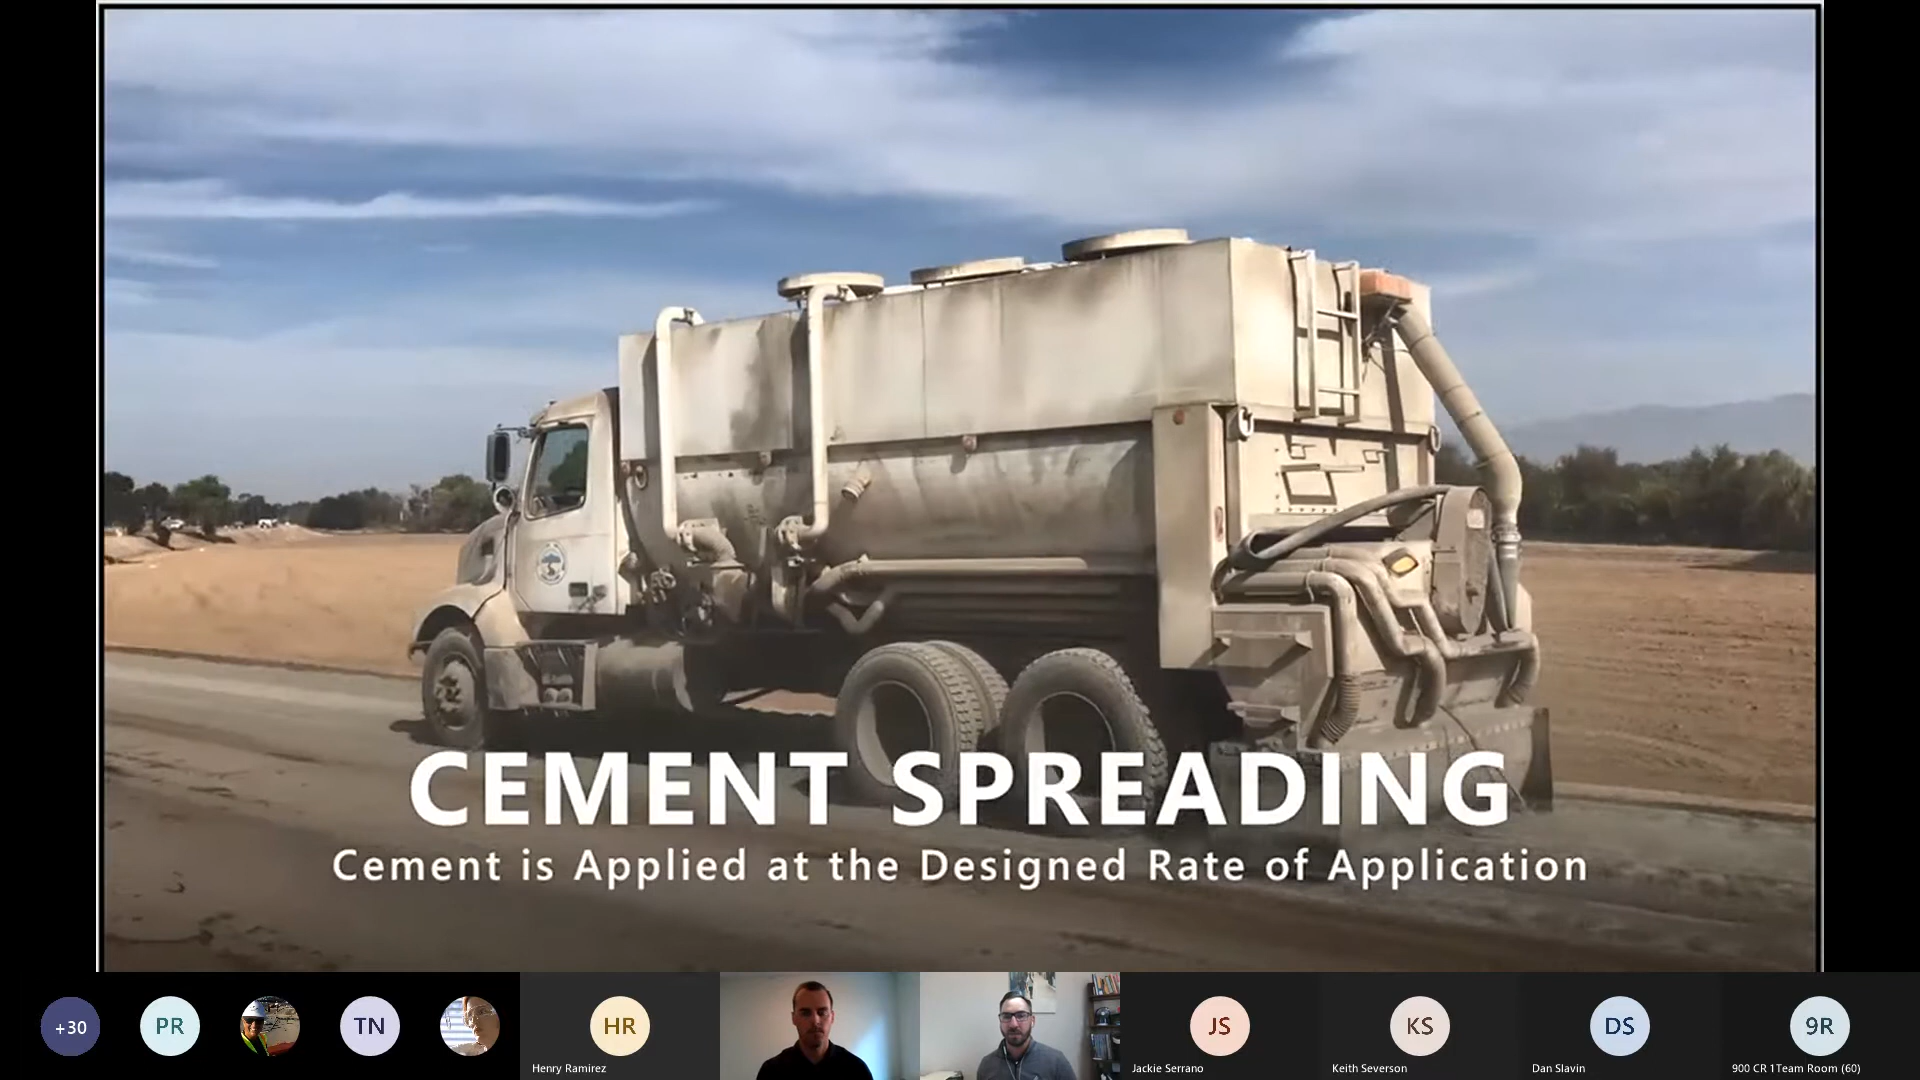 CEMENT SPREADING
Cement is Applied at the Designed Rate of Application
+30
PR
TN
HR
JS
KS
DS
9R
Henry Ramirez
Jackie Serrano
Keith Severson
Dan Slavin
900 CR 1Team Room (60)